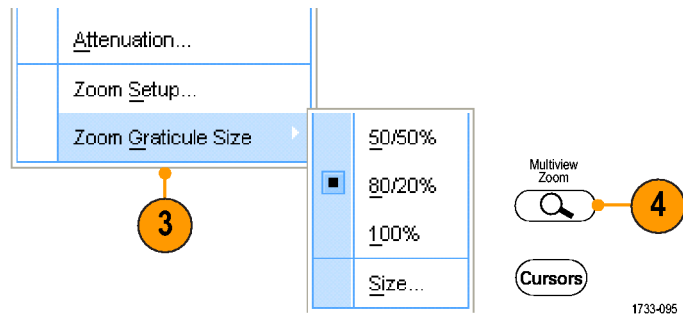 Attenuation...
Zoom Setup...
Zoom Graticule Size
50/50%
80/20%
100%
Size...
3
Multiview
Zoom
4
Cursors
1733-095